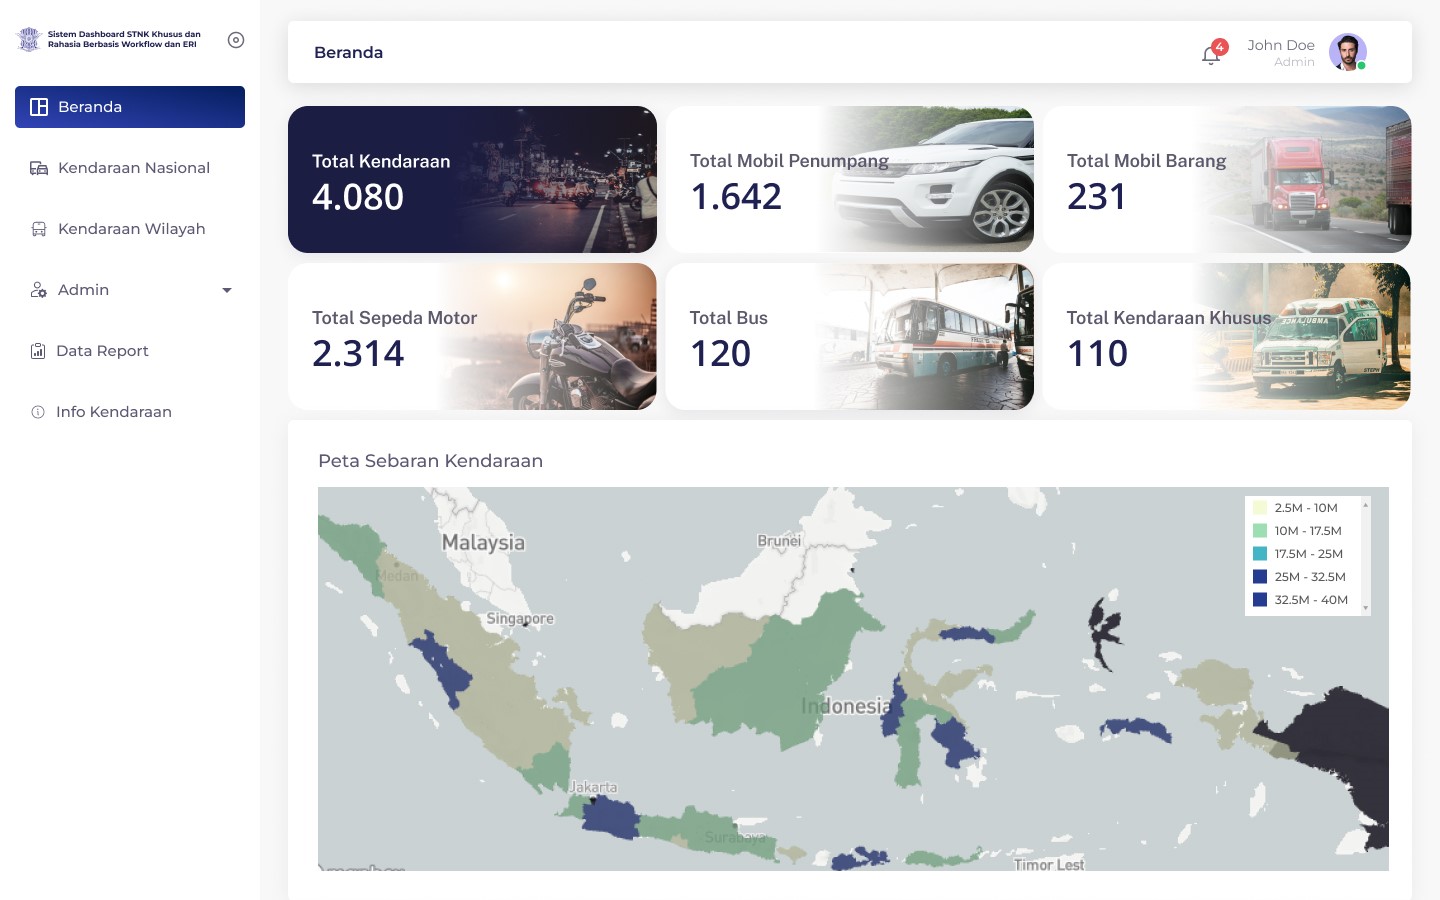 Sistem Dashboard STNK Khusus dan
Rahasia Berbasis Workflow dan ERI
Beranda
Kendaraan Nasional
Kendaraan Wilayah
Admin
Data Report
Info Kendaraan
Beranda
4
John Doe
Admin
Total Kendaraan
4.080
Total Mobil Penumpang
1.642
Total Mobil Barang
231
Total Sepeda Motor
2.314
Total Bus
120
Total Kendaraan Khusus
110
AMBULANCE
Peta Sebaran Kendaraan
Malaysia
Brunei
Medan
Singapore
Indonesia
Jakarta
Surabaya
Timor Lest
mapbox
2.5M - 10M
10M - 17.5M
17.5M - 25M
25M - 32.5M
32.5M - 40M